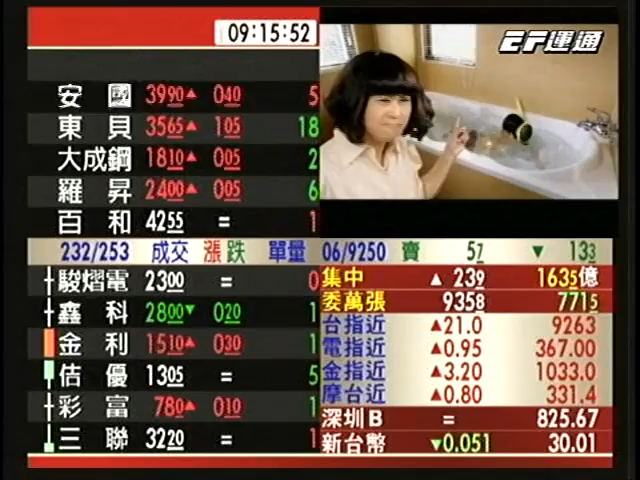 09:15:52
EF運通
安國 3990▲ 040 5
東貝 3565▲ 105 18
大成鋼 1810▲ 005 2
羅昇 2400▲ 005 6
百和 4255 = 1
232/253 成交 漲跌 單量 06/9250 賣 57 ▼ 133
駿熠電 2300 = 0
鑫科 2800▼ 020 1
金利 1510▲ 030 1
佶優 1305 = 5
彩富 780▲ 010 1
三聯 3220 = 1
集中 ▲ 239 1635億
委萬張 9358 7715
台指近 ▲21.0 9263
電指近 ▲0.95 367.00
金指近 ▲3.20 1033.0
摩台近 ▲0.80 331.4
深圳B = 825.67
新台幣 ▼0.051 30.01